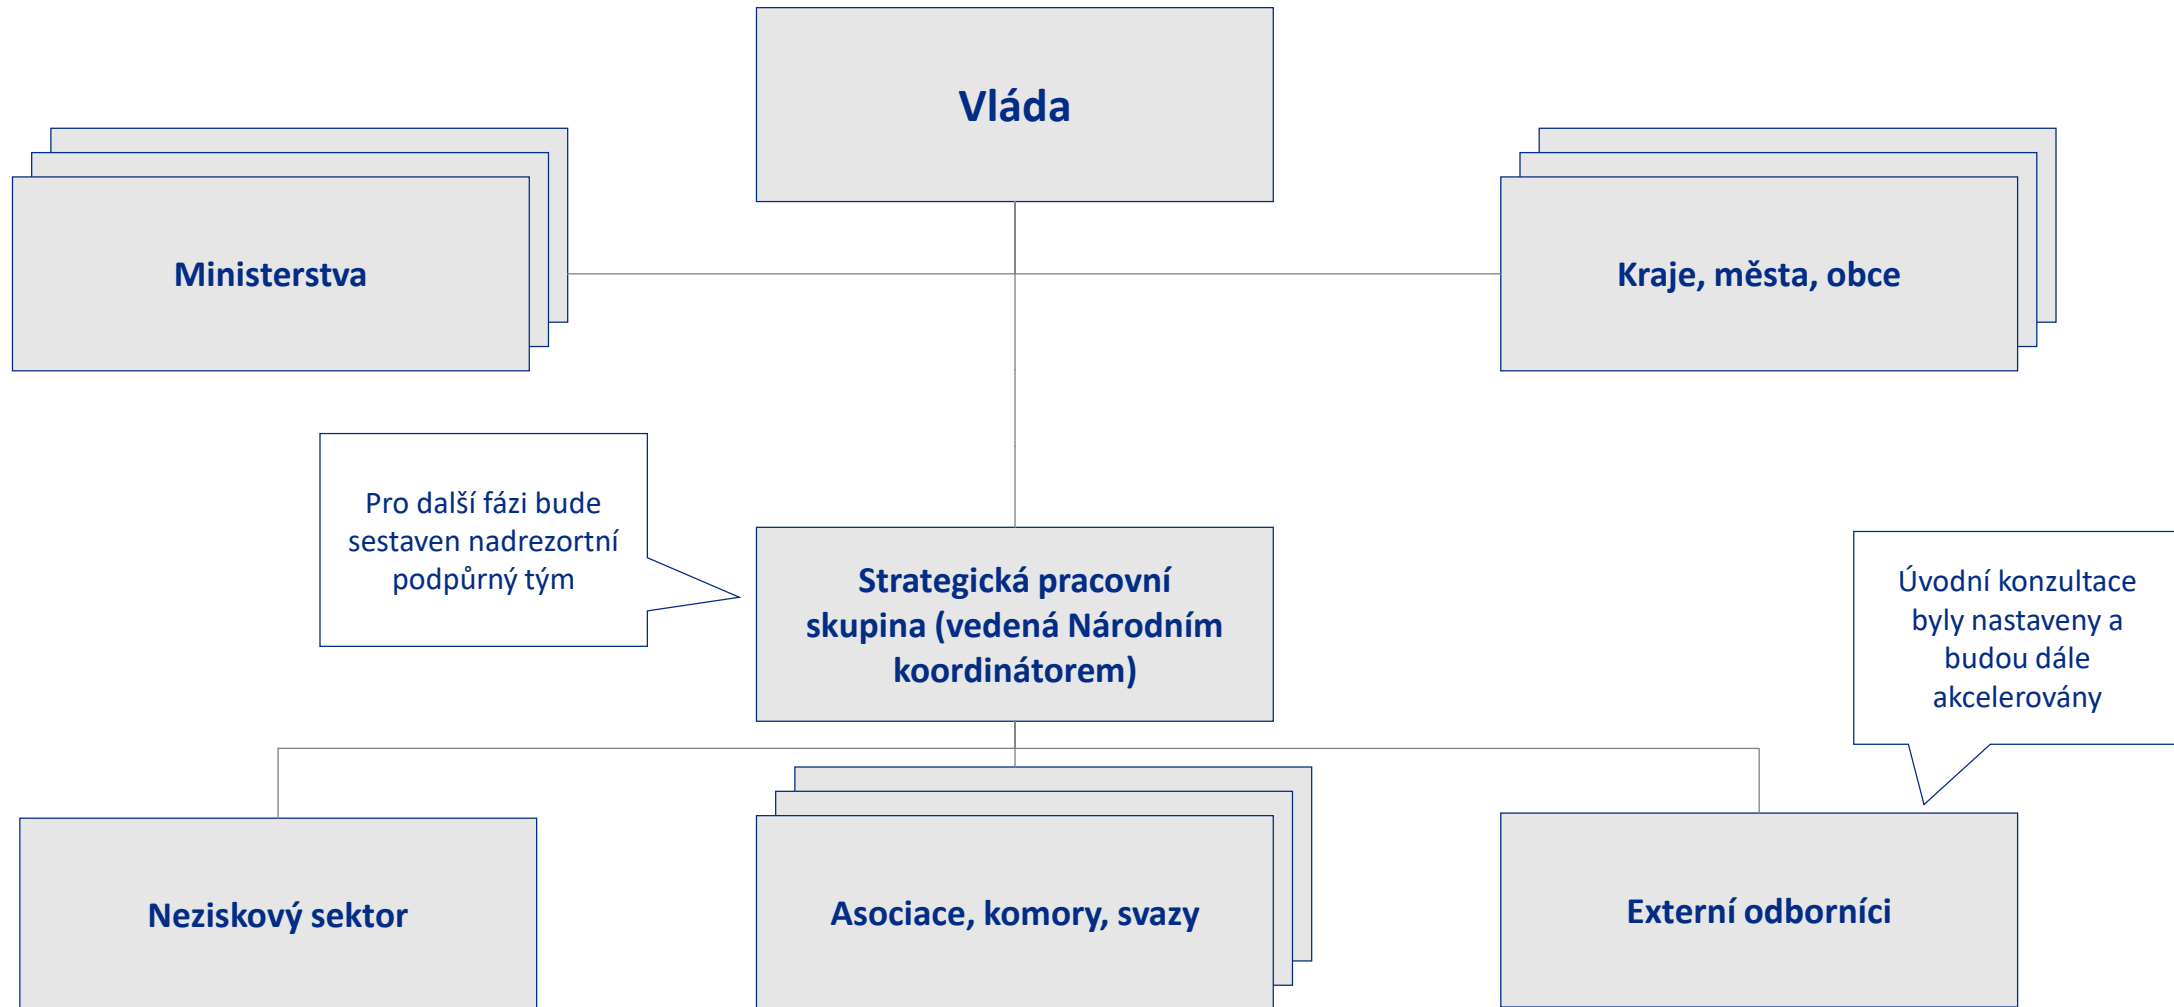 Vláda
Ministerstva
Kraje, města, obce
Pro další fázi bude
sestaven nadrezortní
podpůrný tým
Strategická pracovní
skupina (vedená Národním
koordinátorem)
Úvodní konzultace
byly nastaveny a
budou dále
akcelerovány
Neziskový sektor
Asociace, komory, svazy
Externí odborníci